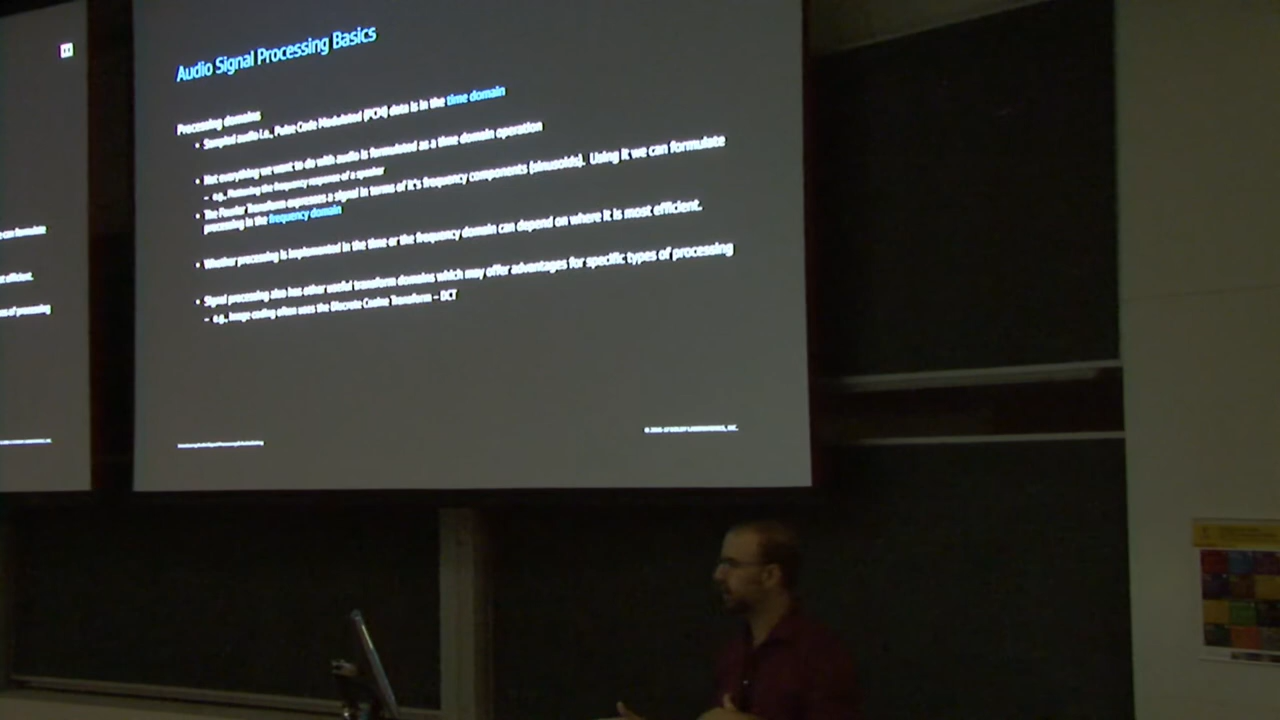 Audio Signal Processing Basics
Processing domains
• Sampled audio i.e., Pulse Code Modulated (PCM) data is in the time domain
• Not everything we want to do with audio is formulated as a time domain operation
– e.g., Flattening the frequency response of a speaker
• The Fourier Transform expresses a signal in terms of it's frequency components (sinusoids). Using it we can formulate
processing in the frequency domain
• Whether processing is implemented in the time or the frequency domain can depend on where it is most efficient.
• Signal processing also has other useful transform domains which may offer advantages for specific types of processing
– e.g., Image coding often uses the Discrete Cosine Transform – DCT
can formulate
efficient.
of processing